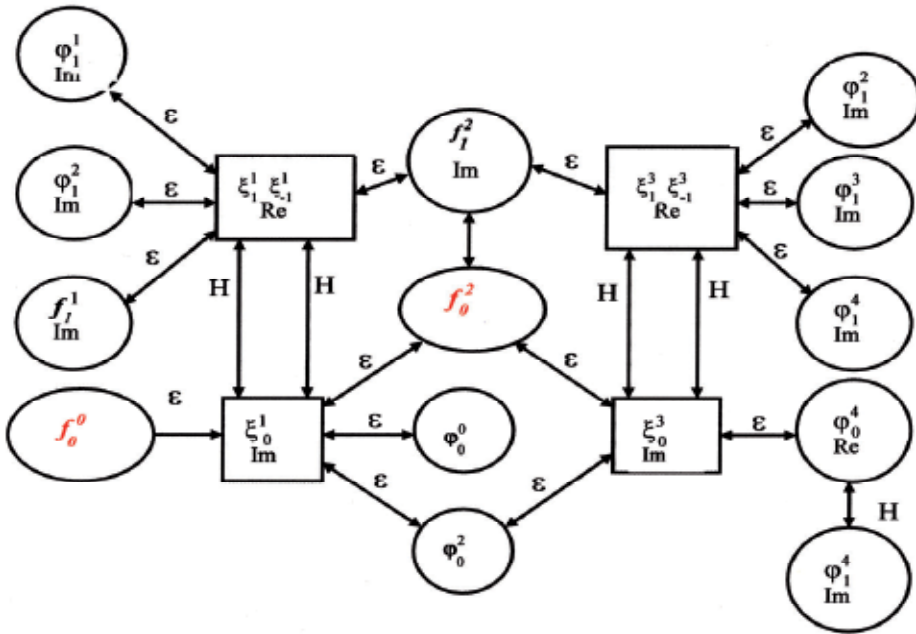 φ₁¹
Im
ε
φ₁²
Im
ε
f₁¹
Im
ε
ξ₁¹ ξ₋₁¹
Re
ε
f₁²
Im
ε
ξ₁³ ξ₋₁³
Re
ε
φ₁²
Im
ε
φ₁³
Im
ε
φ₁⁴
Im
H
H
H
H
f₀²
f₀⁰
ε
ξ₀¹
Im
ε
ε
φ₀⁰
ε
φ₀²
ε
ε
ξ₀³
Im
ε
φ₀⁴
Re
H
φ₁⁴
Im